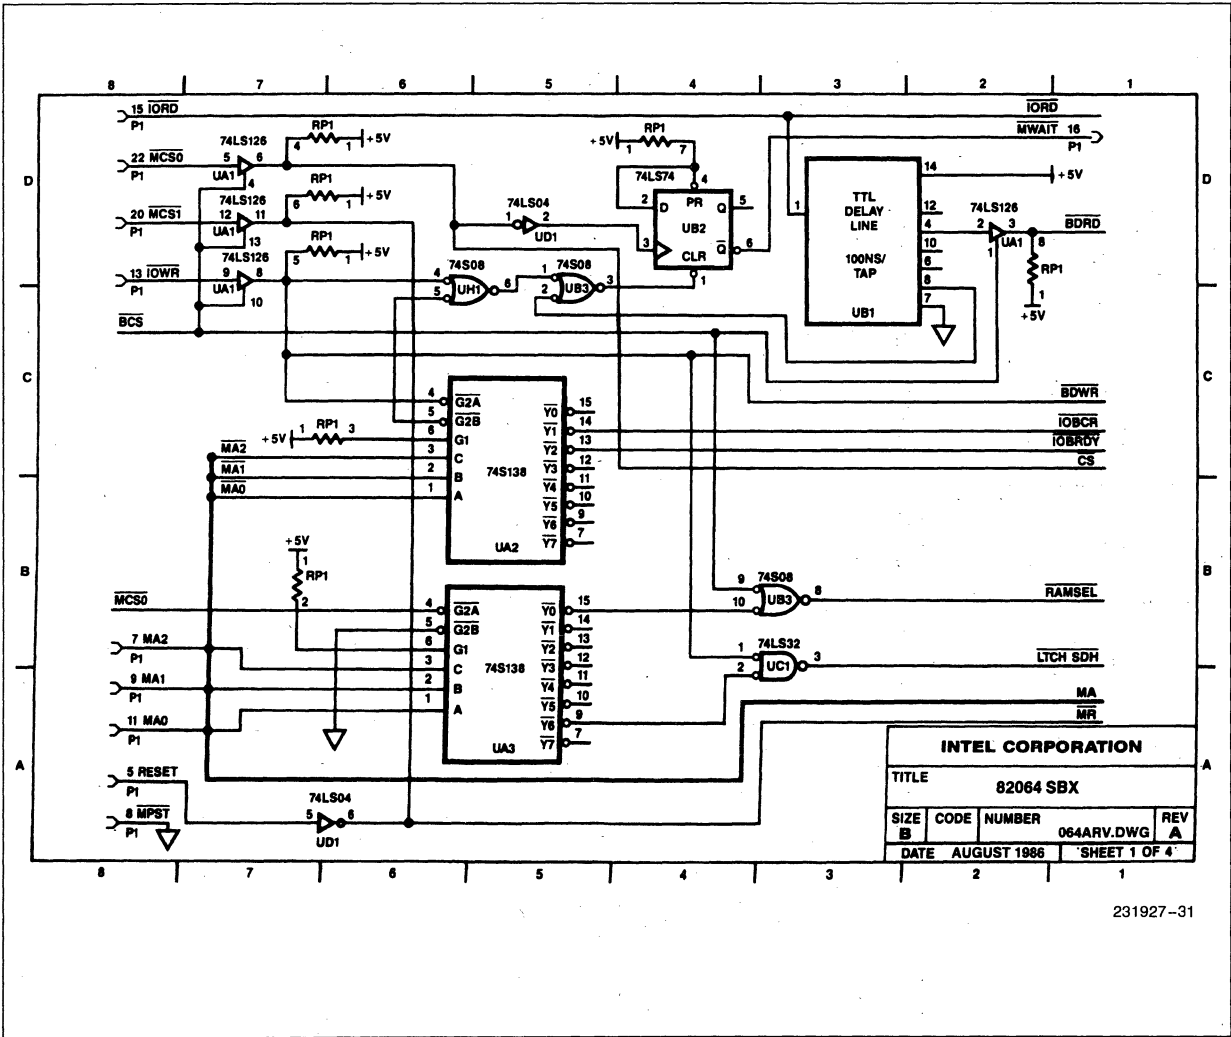 8 7 6 5 4 3 2 1
15 IORD
P1
IORD
MWAIT 16
P1
74LS126
RP1
4 1 +5V
22 MCS0
P1
5 6
UA1
4
74LS126
RP1
6 1 +5V
20 MCS1
P1
12 11
UA1
13
74LS126
RP1
5 1 +5V
13 IOWR
P1
9 8
UA1
10
BCS
D
C
B
A
+5V RP1
1 7
74LS74
4
PR
2 D Q 5
UB2
3 Q 6
CLR
1
74LS04
1 2
UD1
74S08
4
5
UH1 6
74S08
1
2
UB3 3
1
TTL
DELAY
LINE
100NS/
TAP
UB1
14
12
4
10
6
8
7
+5V
74LS126
2 3
UA1
1
BDRD
8
RP1
1
+5V
BDWR
IOBCR
IOBRDY
CS
+5V 1 RP1 3
MA2
MA1
MA0
4 G2A
5 G2B
6 G1
3 C
2 B
1 A
74S138
UA2
Y0 15
Y1 14
Y2 13
Y3 12
Y4 11
Y5 10
Y6 9
Y7 7
+5V
1
RP1
2
MCS0
7 MA2
P1
9 MA1
P1
11 MA0
P1
4 G2A
5 G2B
6 G1
3 C
2 B
1 A
74S138
UA3
Y0 15
Y1 14
Y2 13
Y3 12
Y4 11
Y5 10
Y6 9
Y7 7
74S08
9
10
UB3 8
RAMSEL
74LS32
1
2
UC1 3
LTCH SDH
MA
MR
5 RESET
P1
8 MPST
P1
74LS04
5 6
UD1
D
C
B
A
INTEL CORPORATION
TITLE
82064 SBX
SIZE CODE NUMBER REV
B 064ARV.DWG A
DATE AUGUST 1986 SHEET 1 OF 4
8 7 6 5 4 3 2 1
231927–31